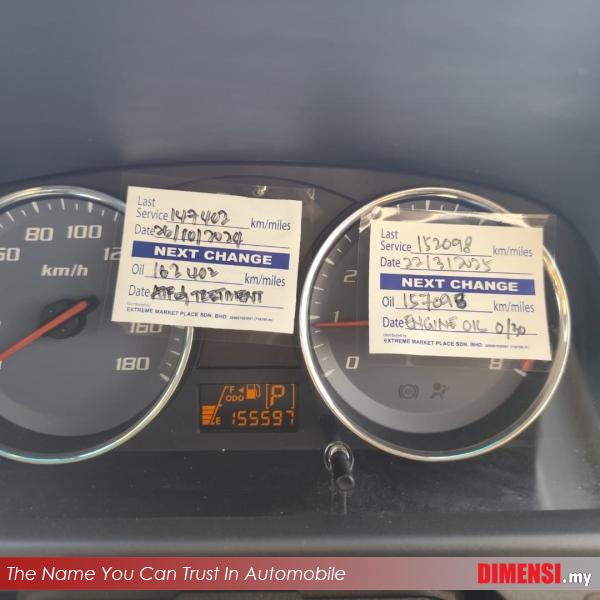 Last
Service 147402 km/miles
Date 26/10/2024
NEXT CHANGE
Oil 162402 km/miles
Date ATF & TREATMENT
EXTREME MARKET PLACE SDN. BHD.
Last
Service 152098 km/miles
Date 22/3/2025
NEXT CHANGE
Oil 157098 km/miles
Date ENGINE OIL 0/30
EXTREME MARKET PLACE SDN. BHD.
80 100
km/h
160
180
2
1
0
8
F
ODO
P
E 155597
The Name You Can Trust In Automobile
DIMENSI.my